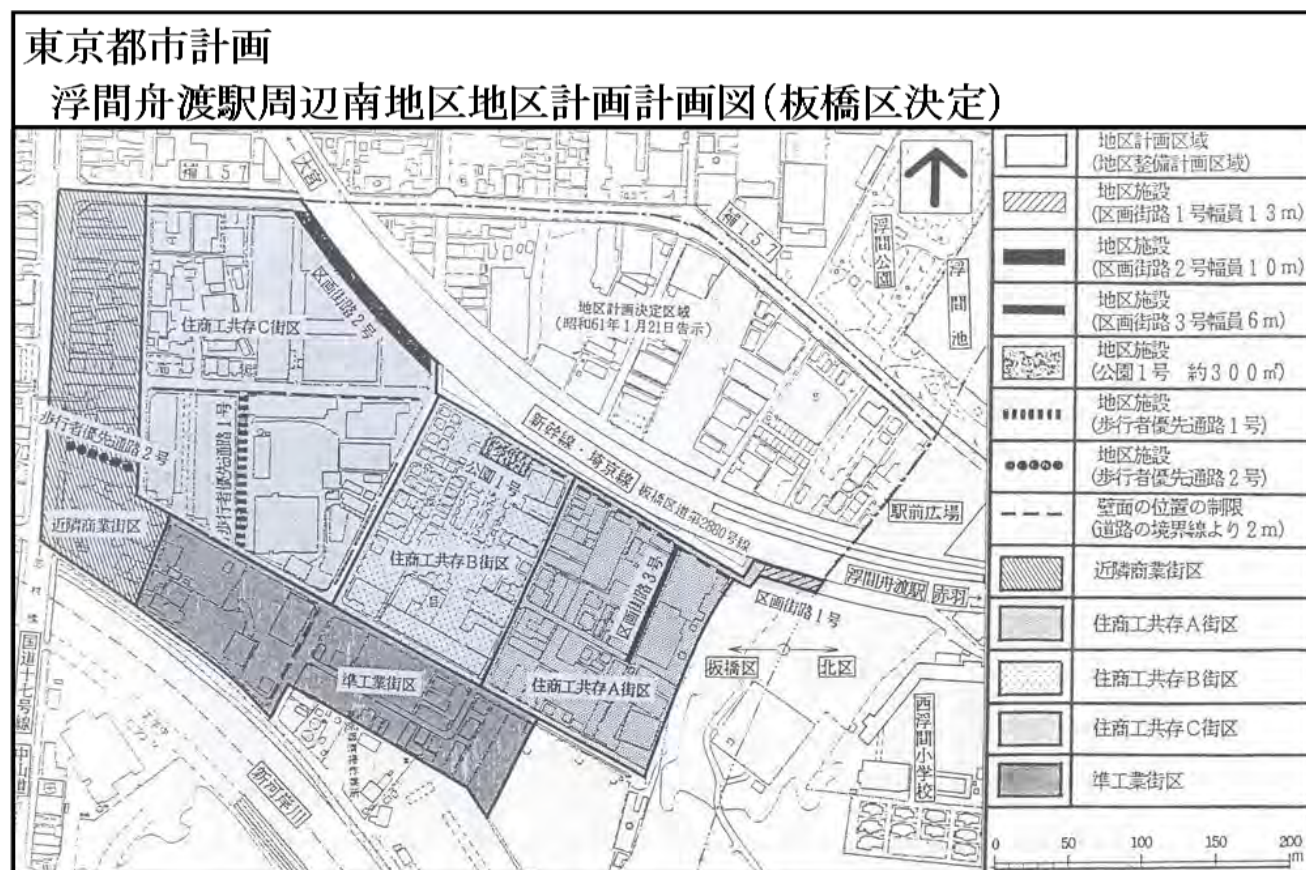 東京都市計画
浮間舟渡駅周辺南地区地区計画計画図(板橋区決定)
補157
大宮
補157
浮間公園
浮間池
区画街路2号
地区計画決定区域
(昭和61年1月21日告示)
住商工共存C街区
歩行者優先通路1号
歩行者優先通路2号
新幹線・埼京線
板橋区道第2880号線
公園1号
駅前広場
近隣商業街区
住商工共存B街区
区画街路3号
浮間舟渡駅
赤羽
区画街路1号
板橋区
北区
準工業街区
住商工共存A街区
西浮間小学校
国道十七号線
中山道
新河岸川
地区計画区域
(地区整備計画区域)
地区施設
(区画街路1号幅員13m)
地区施設
(区画街路2号幅員10m)
地区施設
(区画街路3号幅員6m)
地区施設
(公園1号 約300㎡)
地区施設
(歩行者優先通路1号)
地区施設
(歩行者優先通路2号)
壁面の位置の制限
(道路の境界線より2m)
近隣商業街区
住商工共存A街区
住商工共存B街区
住商工共存C街区
準工業街区
0 50 100 150 200
m